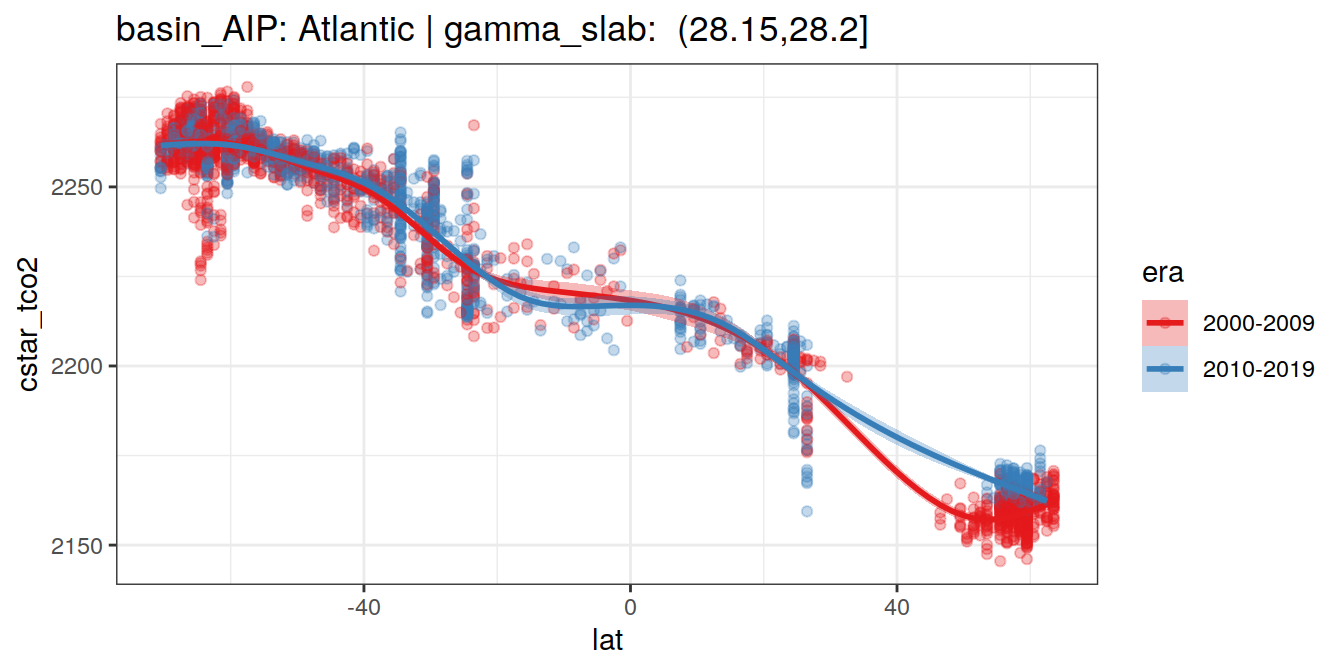 basin_AIP: Atlantic | gamma_slab:  (28.15,28.2]
cstar_tco2
2250
2200
2150
-40
0
40
lat
era
2000-2009
2010-2019